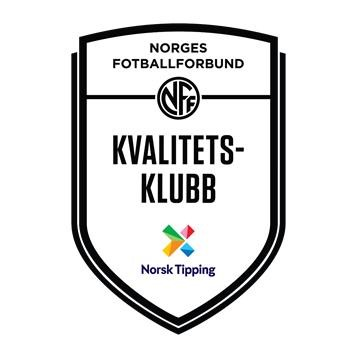 NORGES
FOTBALLFORBUND
NFF
KVALITETS-
KLUBB
Norsk Tipping